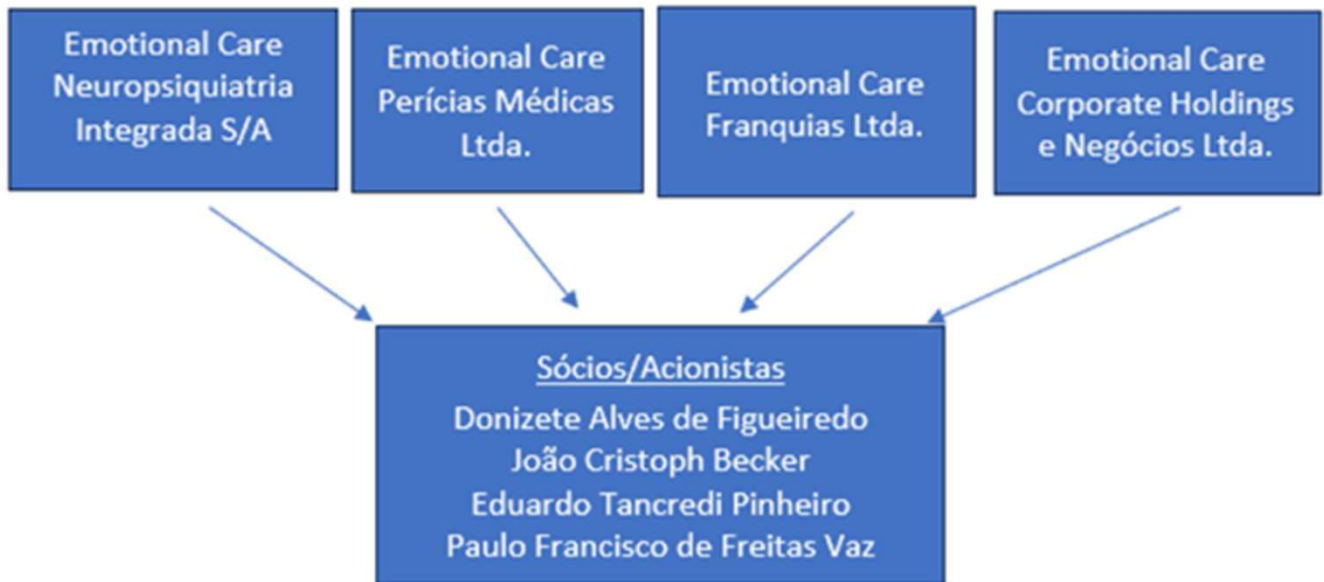 Emotional Care
Neuropsiquiatria
Integrada S/A
Emotional Care
Perícias Médicas
Ltda.
Emotional Care
Franquias Ltda.
Emotional Care
Corporate Holdings
e Negócios Ltda.
Sócios/Acionistas
Donizete Alves de Figueiredo
João Cristoph Becker
Eduardo Tancredi Pinheiro
Paulo Francisco de Freitas Vaz